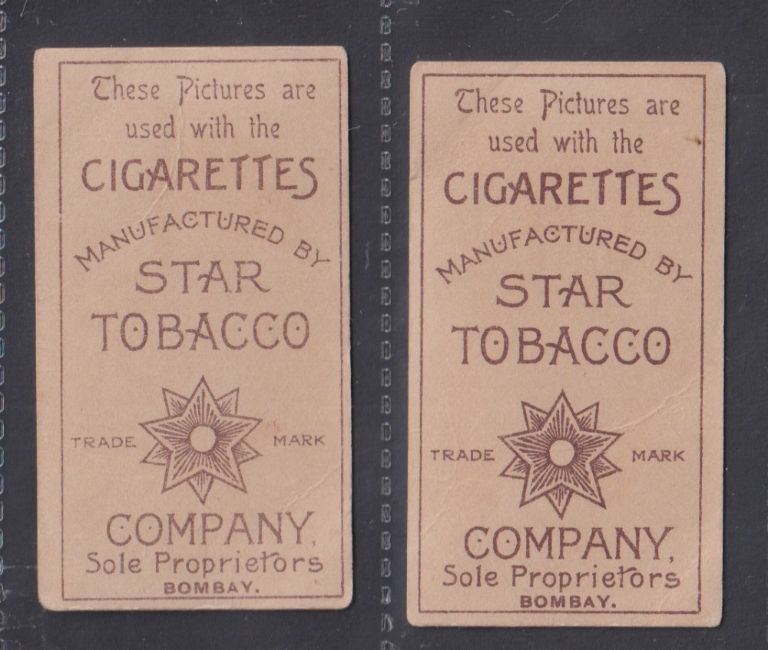 These Pictures are
used with the
CIGARETTES
MANUFACTURED BY
STAR
TOBACCO
TRADE MARK
COMPANY,
Sole Proprietors
BOMBAY.
These Pictures are
used with the
CIGARETTES
MANUFACTURED BY
STAR
TOBACCO
TRADE MARK
COMPANY,
Sole Proprietors
BOMBAY.